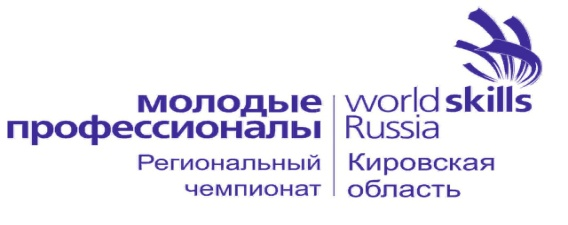 молодые
профессионалы
Региональный
чемпионат
worldskills
Russia
Кировская
область